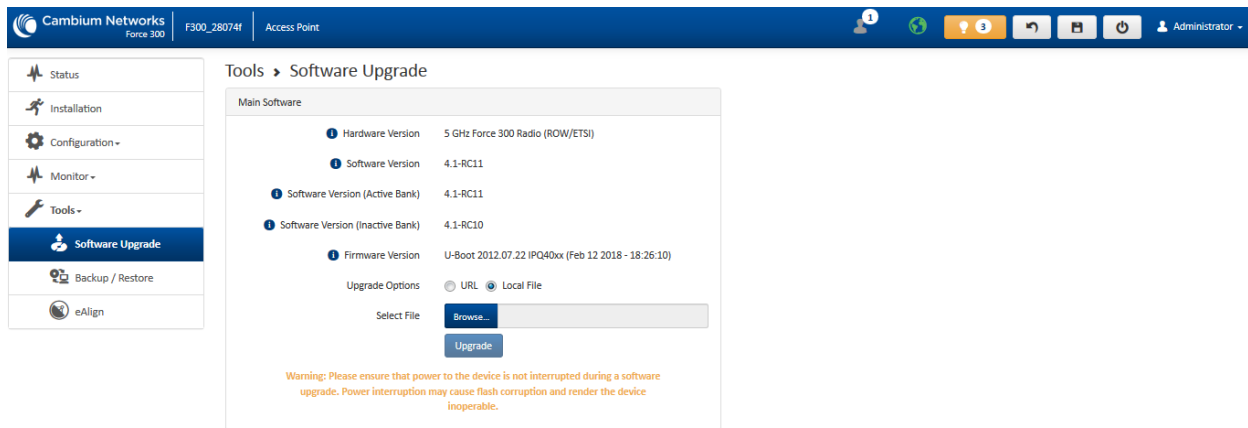 Cambium Networks
Force 300
F300_28074f
Access Point
1
3
Administrator
Status
Installation
Configuration
Monitor
Tools
Software Upgrade
Backup / Restore
eAlign
Tools > Software Upgrade
Main Software
Hardware Version 5 GHz Force 300 Radio (ROW/ETSI)
Software Version 4.1-RC11
Software Version (Active Bank) 4.1-RC11
Software Version (Inactive Bank) 4.1-RC10
Firmware Version U-Boot 2012.07.22 IPQ40xx (Feb 12 2018 - 18:26:10)
Upgrade Options URL Local File
Select File Browse...
Upgrade
Warning: Please ensure that power to the device is not interrupted during a software
upgrade. Power interruption may cause flash corruption and render the device
inoperable.